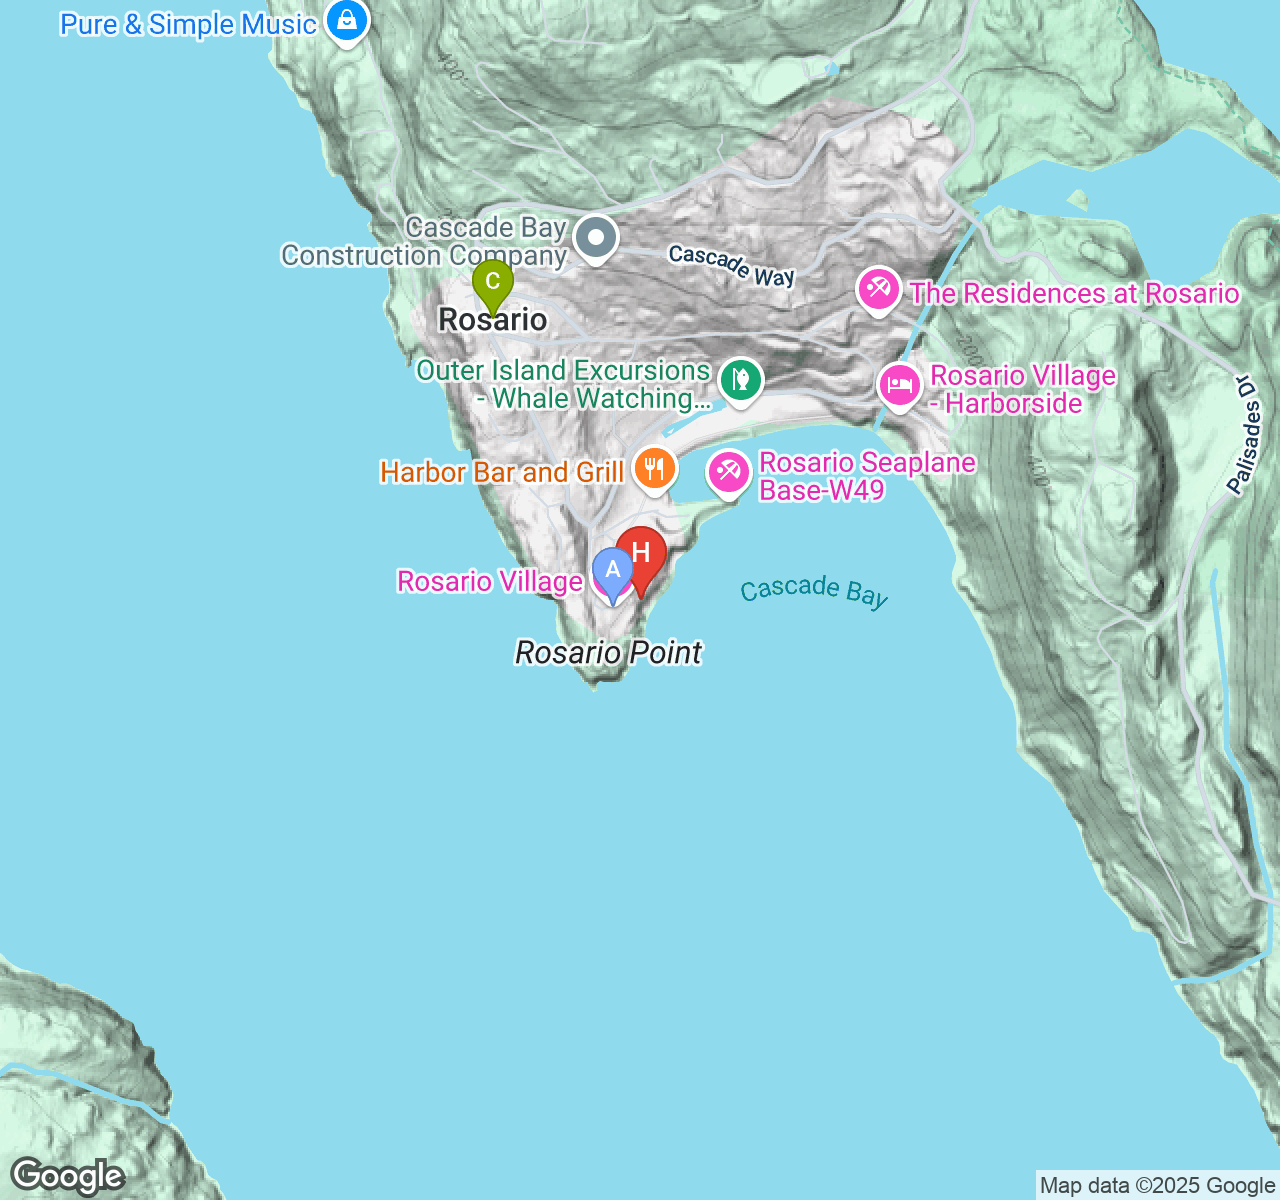 Pure & Simple Music
400'
Cascade Bay
Construction Company
Cascade Way
C
Rosario
The Residences at Rosario
200'
Outer Island Excursions
- Whale Watching...
Rosario Village
- Harborside
Palisades Dr
Harbor Bar and Grill
Rosario Seaplane
Base-W49
400'
H
A
Rosario Village
Cascade Bay
Rosario Point
Google
Map data ©2025 Google